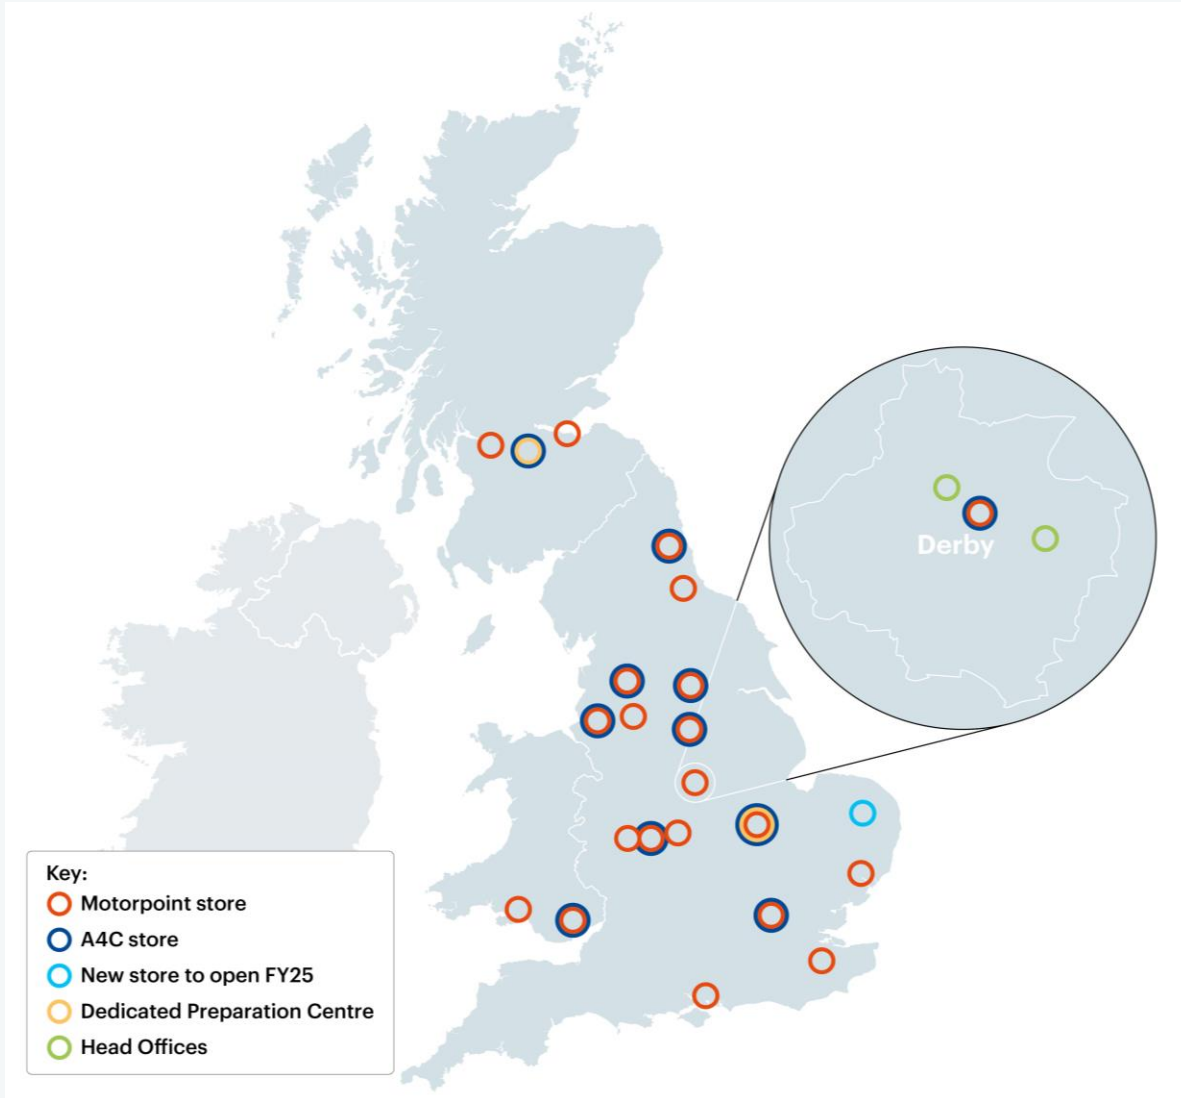 Derby
Key:
Motorpoint store
A4C store
New store to open FY25
Dedicated Preparation Centre
Head Offices